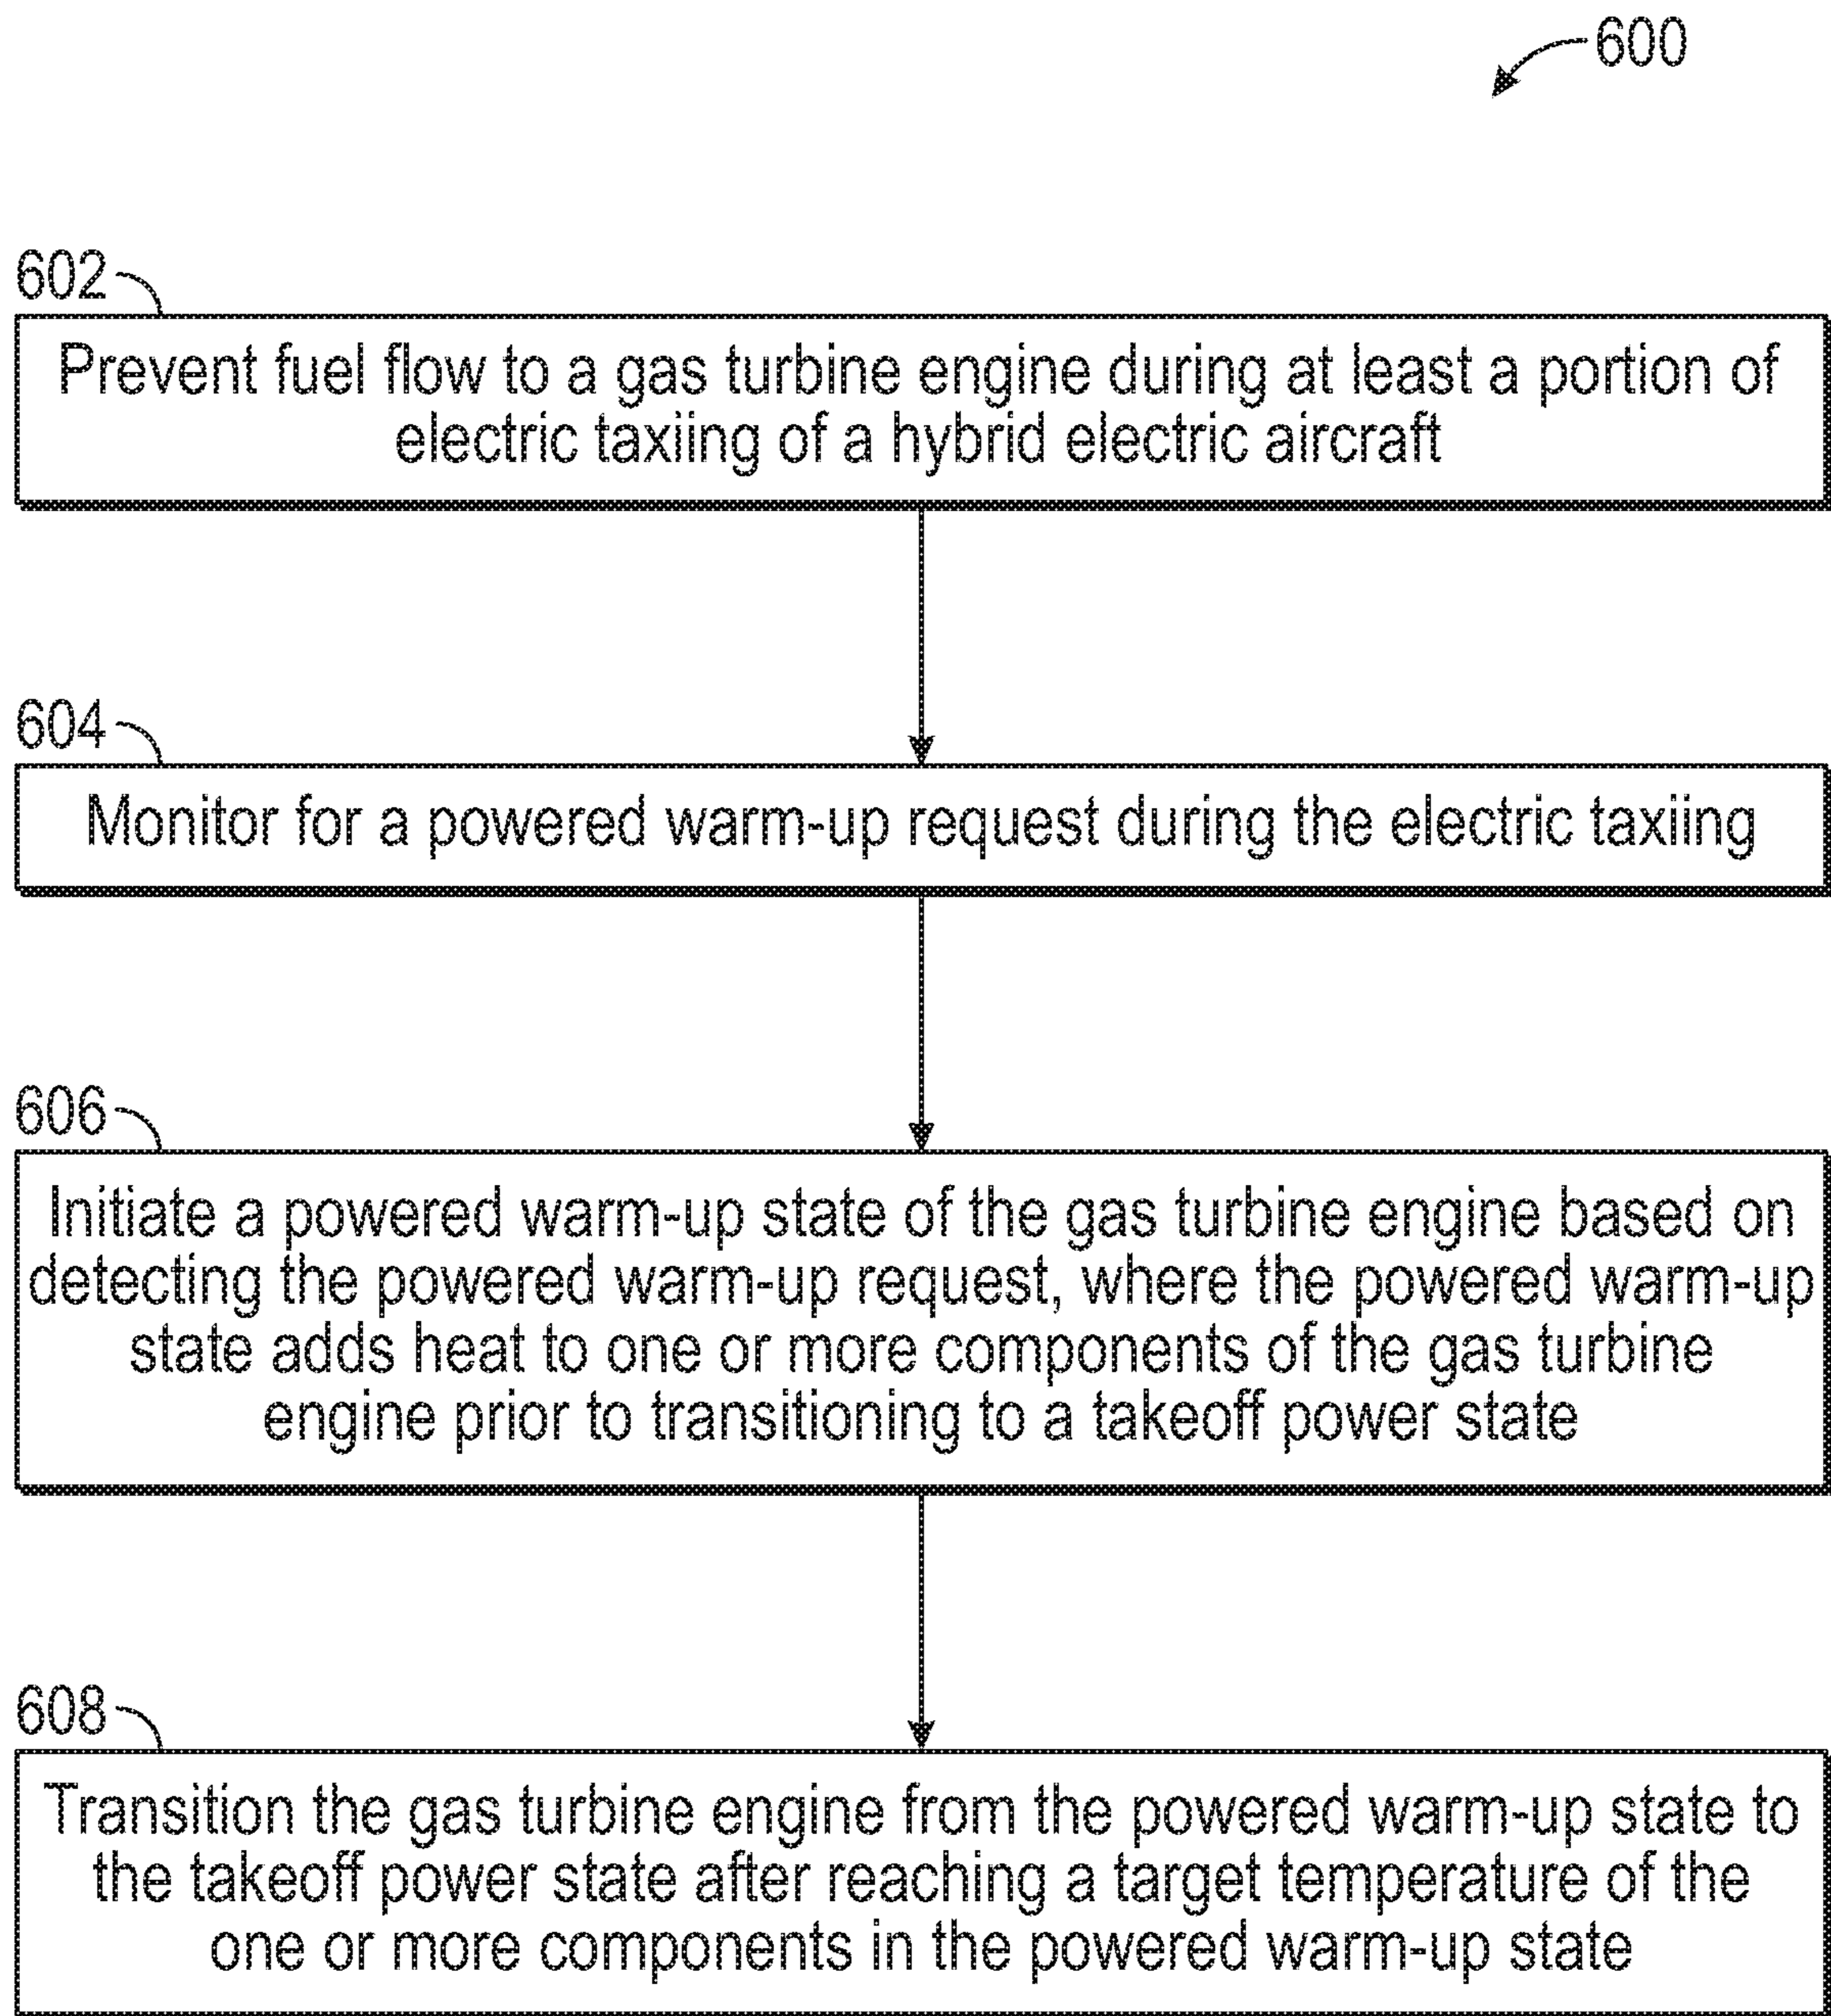 600
602
Prevent fuel flow to a gas turbine engine during at least a portion of
electric taxiing of a hybrid electric aircraft
604
Monitor for a powered warm-up request during the electric taxiing
606
Initiate a powered warm-up state of the gas turbine engine based on
detecting the powered warm-up request, where the powered warm-up
state adds heat to one or more components of the gas turbine
engine prior to transitioning to a takeoff power state
608
Transition the gas turbine engine from the powered warm-up state to
the takeoff power state after reaching a target temperature of the
one or more components in the powered warm-up state